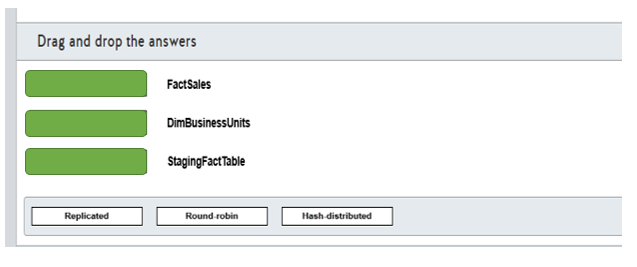 Drag and drop the answers
FactSales
DimBusinessUnits
StagingFactTable
Replicated Round-robin Hash-distributed